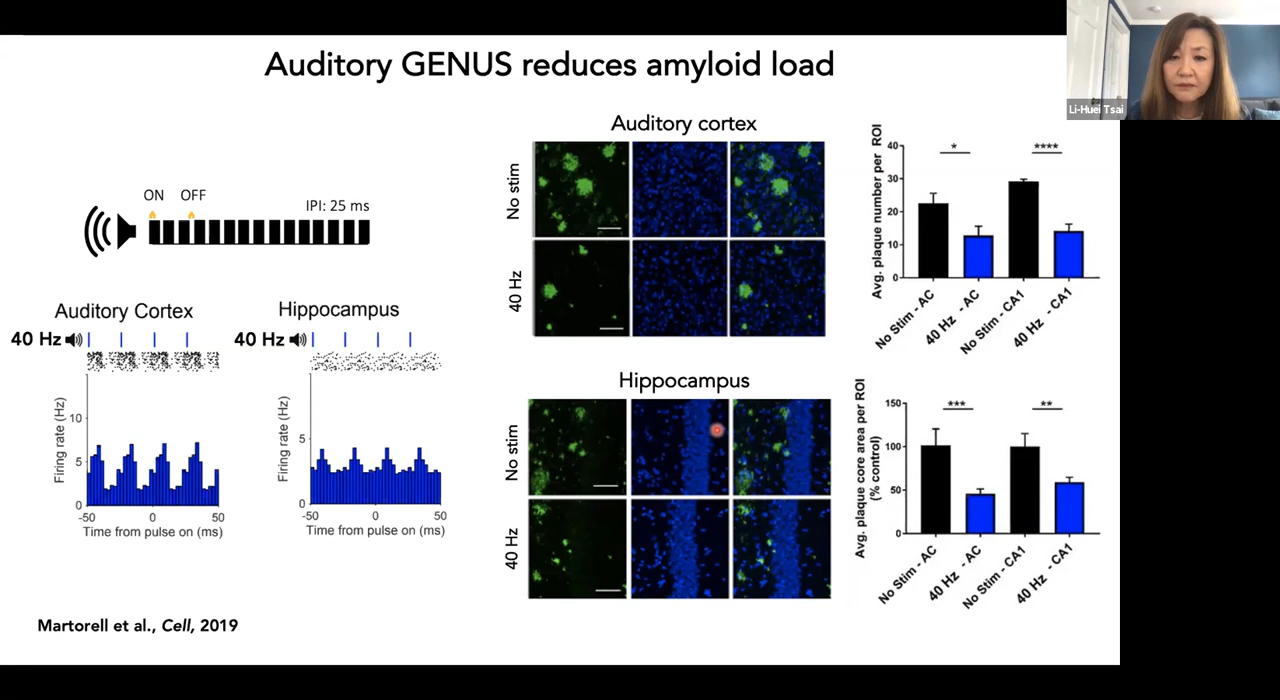 Auditory GENUS reduces amyloid load
Li-Huei Tsai
ON OFF
IPI: 25 ms
Auditory Cortex
40 Hz
Firing rate (Hz)
10
5
0
-50 0 50
Time from pulse on (ms)
Hippocampus
40 Hz
Firing rate (Hz)
5
0
-50 0 50
Time from pulse on (ms)
Auditory cortex
No stim
40 Hz
Hippocampus
No stim
40 Hz
Avg. plaque number per ROI
40
30
20
10
0
* ****
No Stim - AC
40 Hz - AC
No Stim - CA1
40 Hz - CA1
Avg. plaque core area per ROI
(% control)
150
100
50
0
*** **
No Stim - AC
40 Hz - AC
No Stim - CA1
40 Hz - CA1
Martorell et al., Cell, 2019